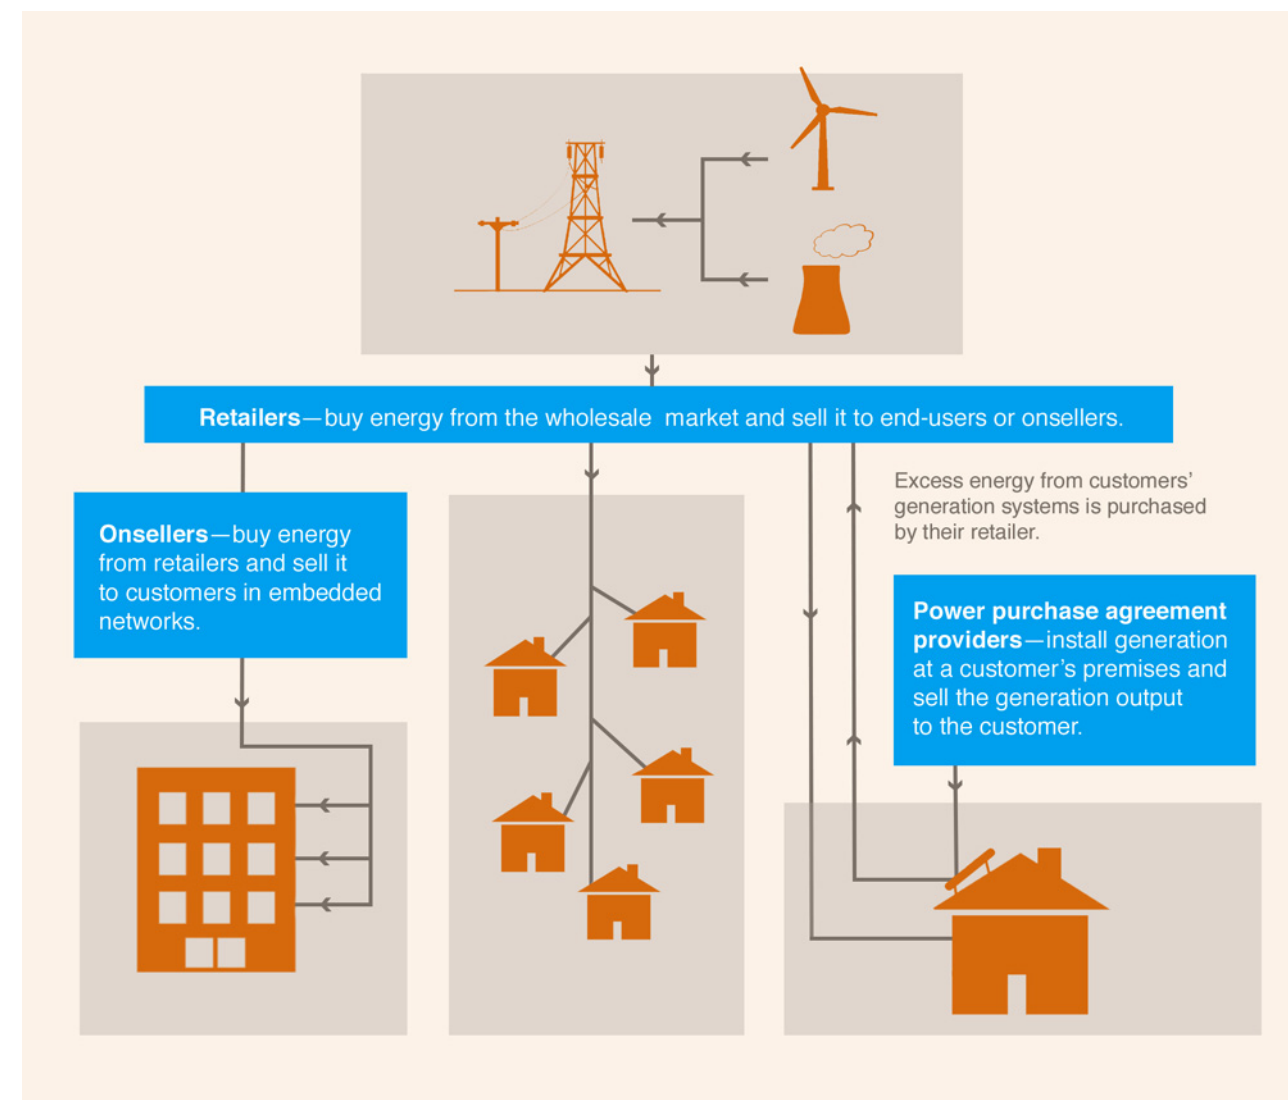 Retailers—buy energy from the wholesale market and sell it to end-users or onsellers.
Onsellers—buy energy
from retailers and sell it
to customers in embedded
networks.
Excess energy from customers’
generation systems is purchased
by their retailer.
Power purchase agreement
providers—install generation
at a customer’s premises and
sell the generation output
to the customer.